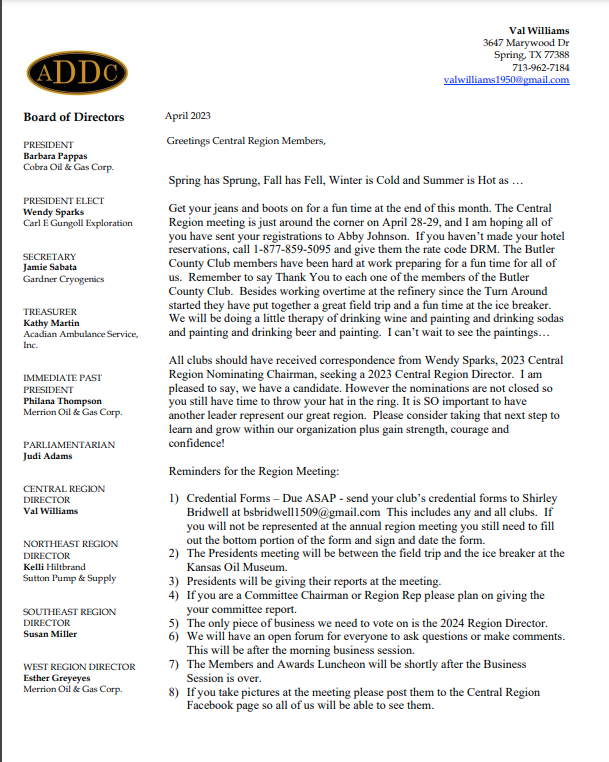 Val Williams
3647 Marywood Dr
Spring, TX 77388
713-962-7184
valwilliams1950@gmail.com
ADDC
Board of Directors
PRESIDENT
Barbara Pappas
Cobra Oil & Gas Corp.
PRESIDENT ELECT
Wendy Sparks
Carl E Gungoll Exploration
SECRETARY
Jamie Sabata
Gardner Cryogenics
TREASURER
Kathy Martin
Acadian Ambulance Service,
Inc.
IMMEDIATE PAST
PRESIDENT
Philana Thompson
Merrion Oil & Gas Corp.
PARLIAMENTARIAN
Judi Adams
CENTRAL REGION
DIRECTOR
Val Williams
NORTHEAST REGION
DIRECTOR
Kelli Hiltbrand
Sutton Pump & Supply
SOUTHEAST REGION
DIRECTOR
Susan Miller
WEST REGION DIRECTOR
Esther Greyeyes
Merrion Oil & Gas Corp.
April 2023
Greetings Central Region Members,
Spring has Sprung, Fall has Fell, Winter is Cold and Summer is Hot as …
Get your jeans and boots on for a fun time at the end of this month. The Central
Region meeting is just around the corner on April 28-29, and I am hoping all of
you have sent your registrations to Abby Johnson.  If you haven't made your hotel
reservations, call 1-877-859-5095 and give them the rate code DRM. The Butler
County Club members have been hard at work preparing for a fun time for all of
us.  Remember to say Thank You to each one of the members of the Butler
County Club.  Besides working overtime at the refinery since the Turn Around
started they have put together a great field trip and a fun time at the ice breaker.
We will be doing a little therapy of drinking wine and painting and drinking sodas
and painting and drinking beer and painting.  I can't wait to see the paintings…
All clubs should have received correspondence from Wendy Sparks, 2023 Central
Region Nominating Chairman, seeking a 2023 Central Region Director.  I am
pleased to say, we have a candidate. However the nominations are not closed so
you still have time to throw your hat in the ring. It is SO important to have
another leader represent our great region.  Please consider taking that next step to
learn and grow within our organization plus gain strength, courage and
confidence!
Reminders for the Region Meeting:
1) Credential Forms – Due ASAP - send your club's credential forms to Shirley
Bridwell at bsbridwell1509@gmail.com  This includes any and all clubs.  If
you will not be represented at the annual region meeting you still need to fill
out the bottom portion of the form and sign and date the form.
2) The Presidents meeting will be between the field trip and the ice breaker at the
Kansas Oil Museum.
3) Presidents will be giving their reports at the meeting.
4) If you are a Committee Chairman or Region Rep please plan on giving the
your committee report.
5) The only piece of business we need to vote on is the 2024 Region Director.
6) We will have an open forum for everyone to ask questions or make comments.
This will be after the morning business session.
7) The Members and Awards Luncheon will be shortly after the Business
Session is over.
8) If you take pictures at the meeting please post them to the Central Region
Facebook page so all of us will be able to see them.